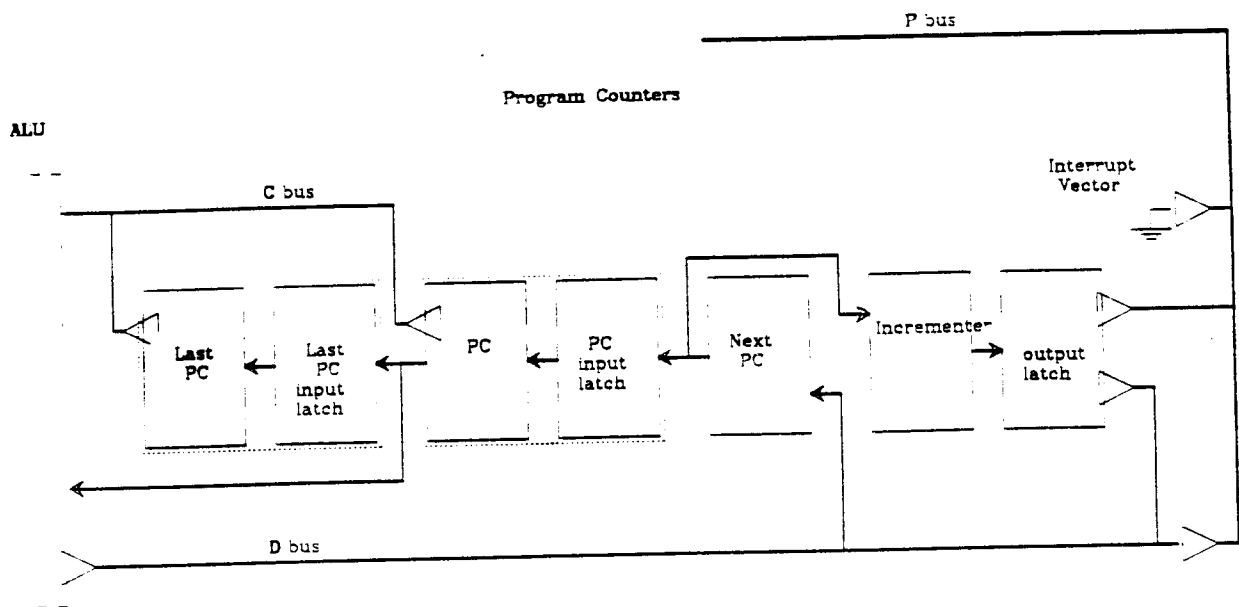 P bus
Program Counters
ALU
Interrupt
Vector
C bus
Last
PC
Last
PC
input
latch
PC
PC
input
latch
Next
PC
Incrementer
output
latch
D bus